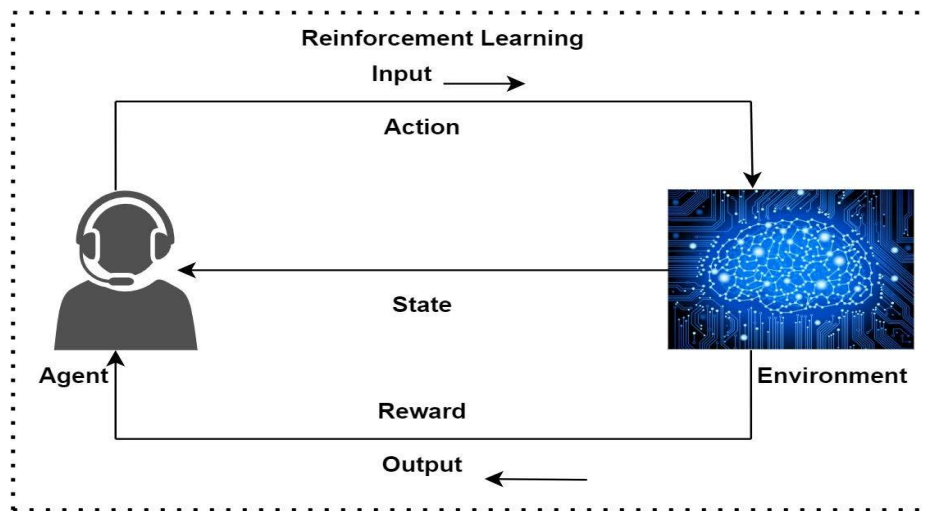 Reinforcement Learning
Input
Action
State
Agent
Environment
Reward
Output